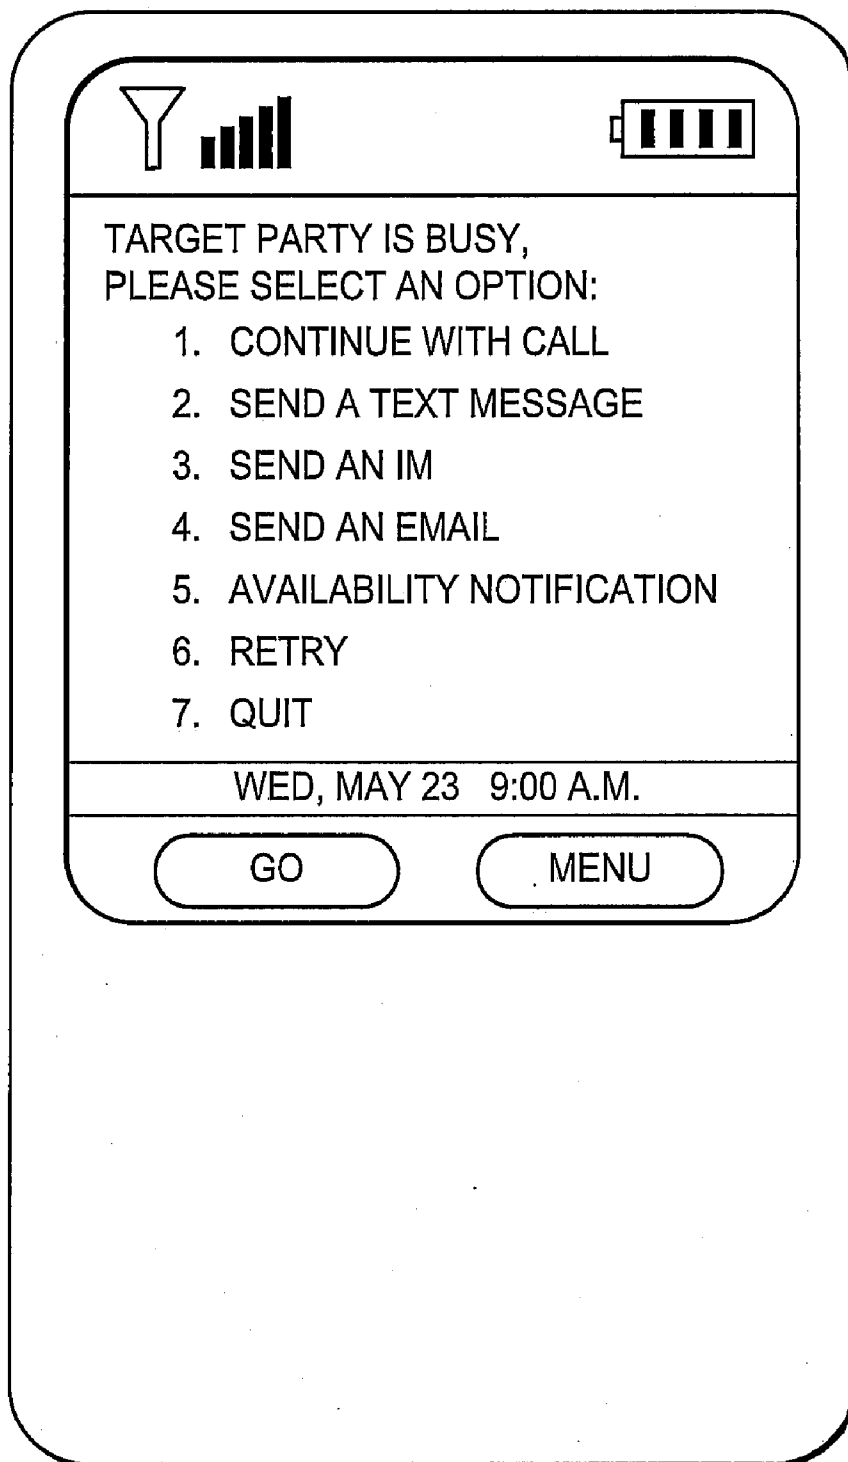 TARGET PARTY IS BUSY,
PLEASE SELECT AN OPTION:
1. CONTINUE WITH CALL
2. SEND A TEXT MESSAGE
3. SEND AN IM
4. SEND AN EMAIL
5. AVAILABILITY NOTIFICATION
6. RETRY
7. QUIT
WED, MAY 23 9:00 A.M.
GO MENU